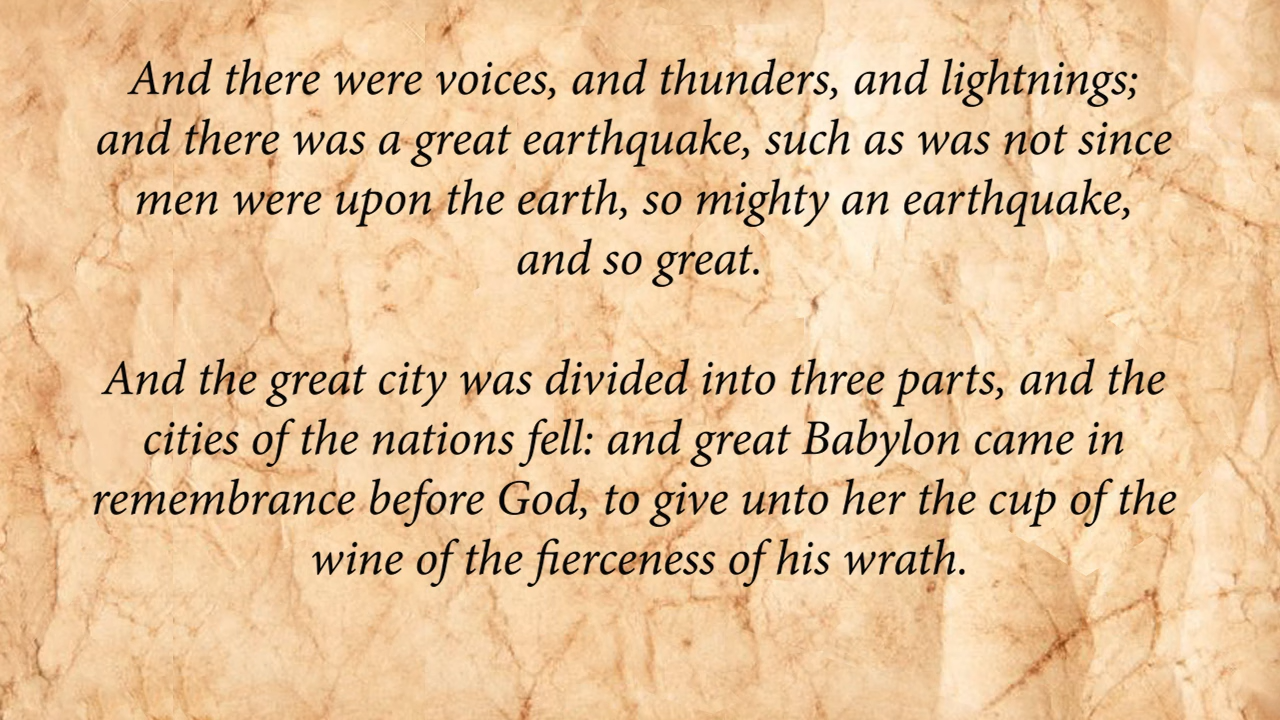 And there were voices, and thunders, and lightnings;
and there was a great earthquake, such as was not since
men were upon the earth, so mighty an earthquake,
and so great.
And the great city was divided into three parts, and the
cities of the nations fell: and great Babylon came in
remembrance before God, to give unto her the cup of the
wine of the fierceness of his wrath.